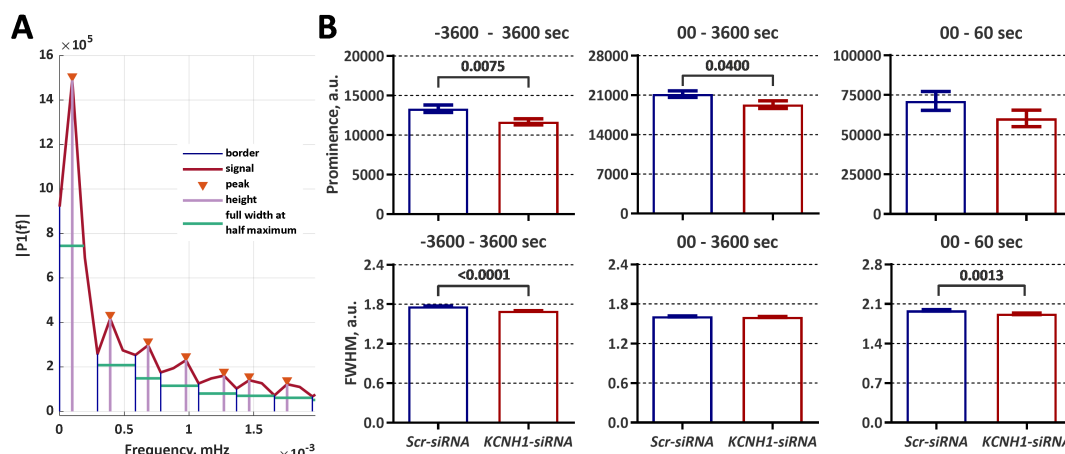 A
×10⁵
16
14
12
10
8
6
4
2
0
|P1(f)|
0
0.5
1
1.5
Frequency, mHz
×10⁻³
border
signal
peak
height
full width at
half maximum
B
-3600 - 3600 sec
Prominence, a.u.
20000
15000
10000
5000
0
0.0075
00 - 3600 sec
28000
21000
14000
7000
0
0.0400
00 - 60 sec
100000
75000
50000
25000
0
-3600 - 3600 sec
FWHM, a.u.
2.4
1.8
1.2
0.6
0.0
<0.0001
Scr-siRNA
KCNH1-siRNA
00 - 3600 sec
2.4
1.8
1.2
0.6
0.0
Scr-siRNA
KCNH1-siRNA
00 - 60 sec
2.8
2.1
1.4
0.7
0.0
0.0013
Scr-siRNA
KCNH1-siRNA